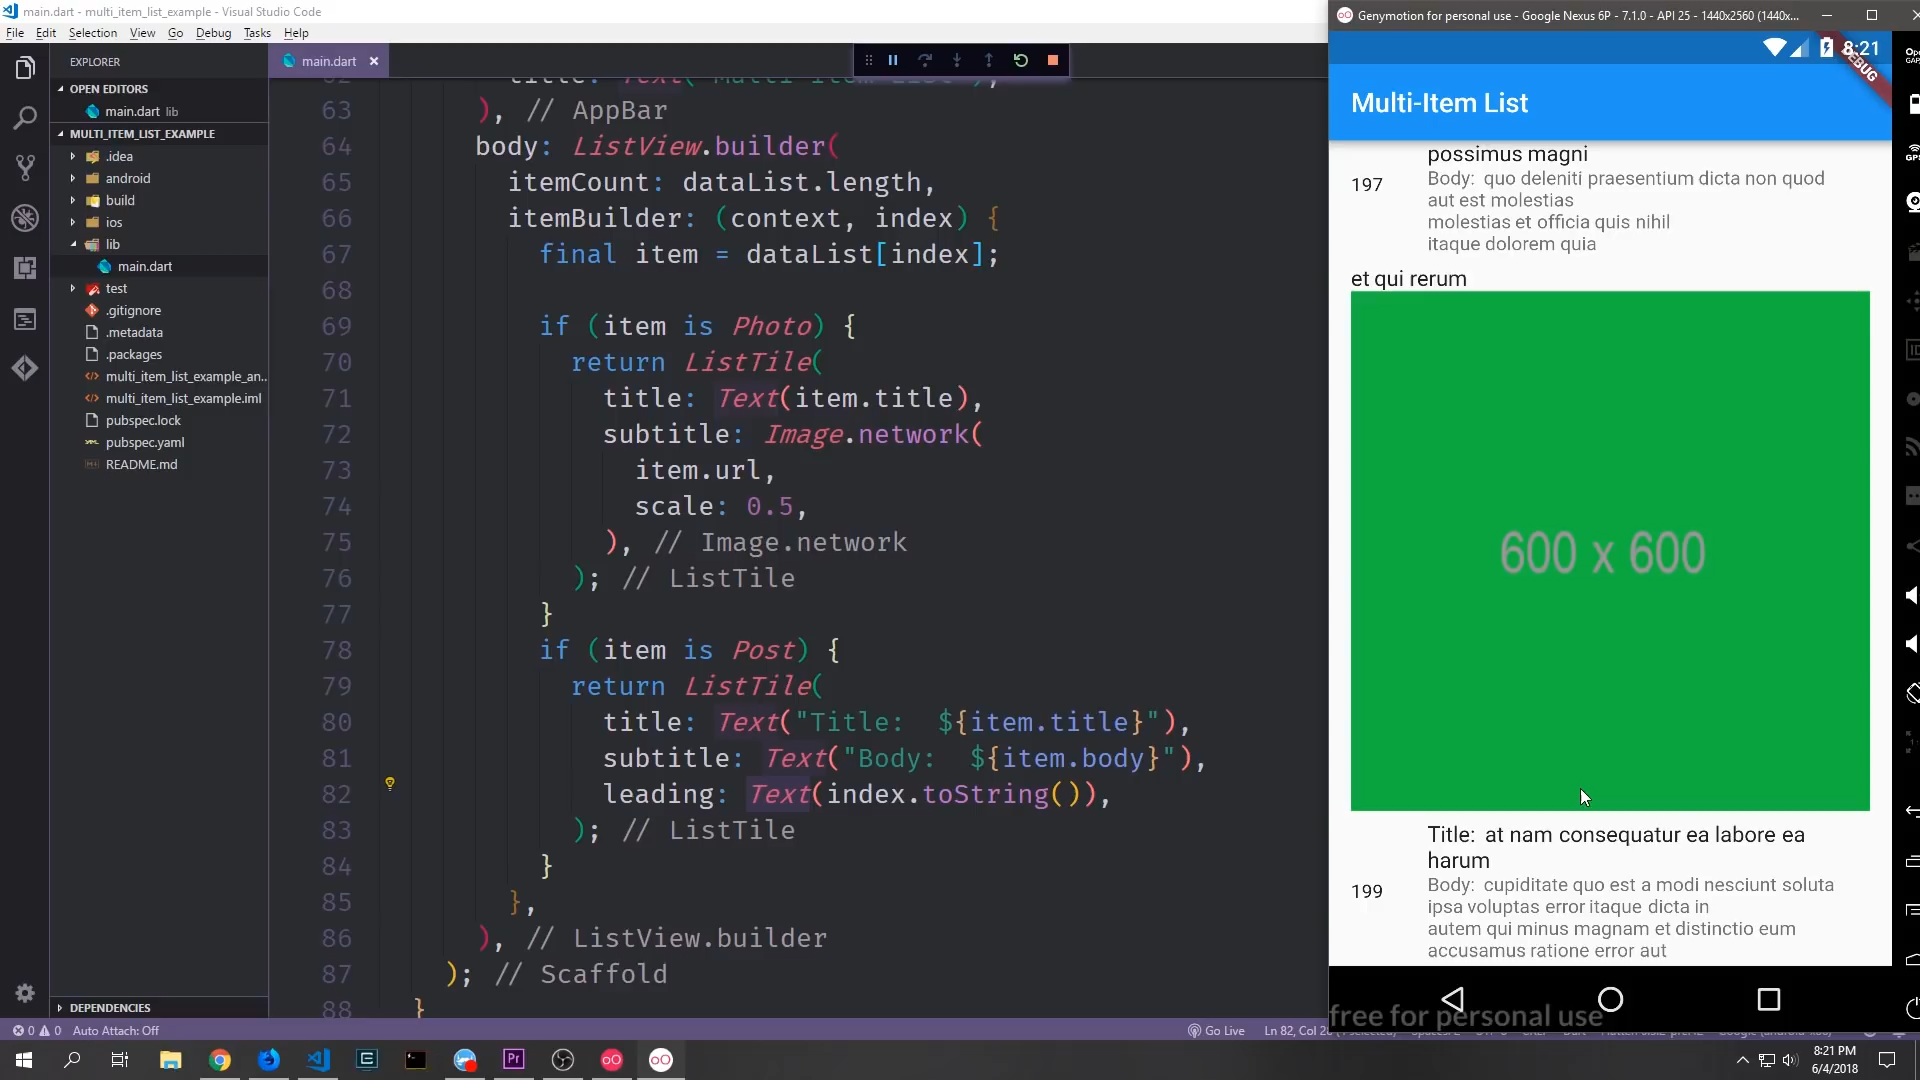 main.dart - multi_item_list_example - Visual Studio Code
File Edit Selection View Go Debug Tasks Help
EXPLORER
OPEN EDITORS
main.dart lib
MULTI_ITEM_LIST_EXAMPLE
.idea
android
build
ios
lib
main.dart
test
.gitignore
.metadata
.packages
multi_item_list_example_an..
multi_item_list_example.iml
pubspec.lock
pubspec.yaml
README.md
DEPENDENCIES
main.dart
63 ), // AppBar
64 body: ListView.builder(
65 itemCount: dataList.length,
66 itemBuilder: (context, index) {
67 final item = dataList[index];
68
69 if (item is Photo) {
70 return ListTile(
71 title: Text(item.title),
72 subtitle: Image.network(
73 item.url,
74 scale: 0.5,
75 ), // Image.network
76 ); // ListTile
77 }
78 if (item is Post) {
79 return ListTile(
80 title: Text("Title:  ${item.title}"),
81 subtitle: Text("Body:  ${item.body}"),
82 leading: Text(index.toString()),
83 ); // ListTile
84 }
85 },
86 ), // ListView.builder
87 ); // Scaffold
88 }
Genymotion for personal use - Google Nexus 6P - 7.1.0 - API 25 - 1440x2560 (1440x...
8:21
DEBUG
Multi-Item List
possimus magni
197
Body: quo deleniti praesentium dicta non quod
aut est molestias
molestias et officia quis nihil
itaque dolorem quia
et qui rerum
600 x 600
Title: at nam consequatur ea labore ea
harum
199
Body: cupiditate quo est a modi nesciunt soluta
ipsa voluptas error itaque dicta in
autem qui minus magnam et distinctio eum
accusamus ratione error aut
free for personal use
0 0 Auto Attach: Off
Go Live
8:21 PM
6/4/2018